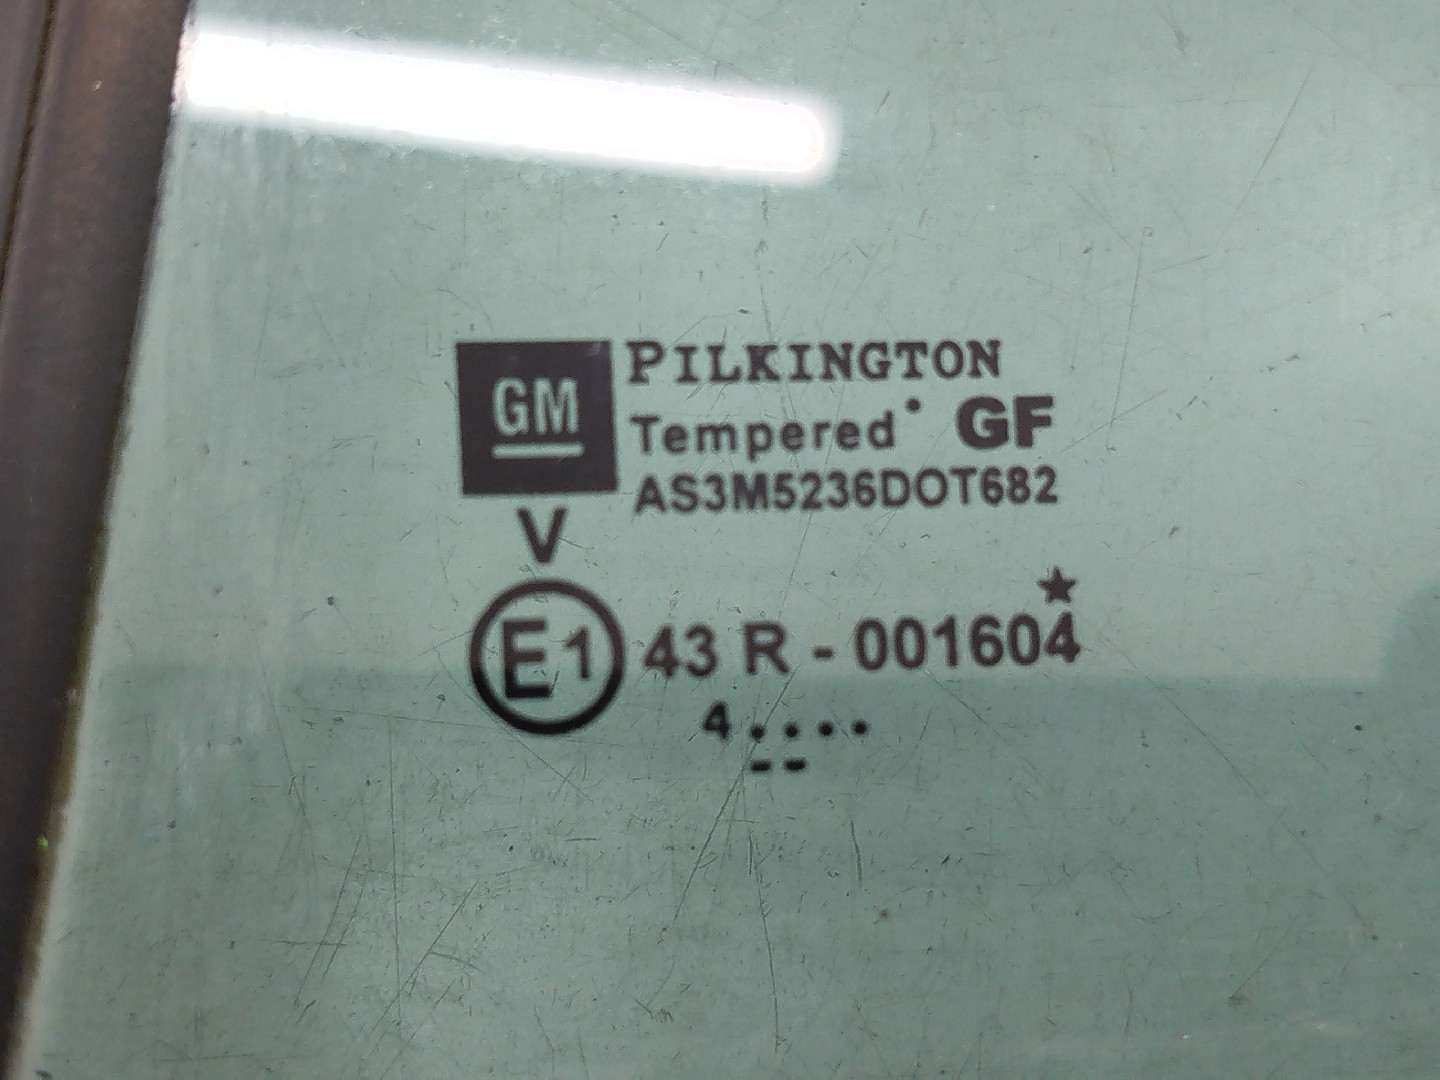 GM
PILKINGTON
Tempered • GF
AS3M5236DOT682
V
E1 43 R - 001604 ★
4 . . . .
- -